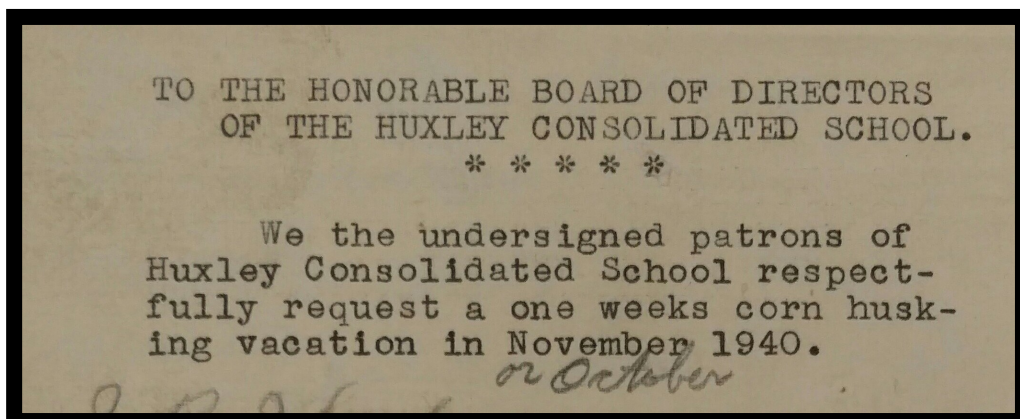 TO THE HONORABLE BOARD OF DIRECTORS
OF THE HUXLEY CONSOLIDATED SCHOOL.
* * * * *
We the undersigned patrons of
Huxley Consolidated School respect-
fully request a one weeks corn husk-
ing vacation in November 1940.
or October